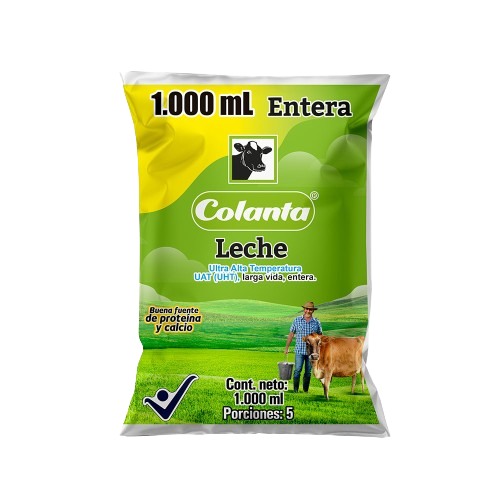 1.000 mL Entera
Colanta®
Leche
Ultra Alta Temperatura
UAT (UHT), larga vida, entera.
Buena fuente
de proteína
y calcio
Cont. neto:
1.000 ml
Porciones: 5